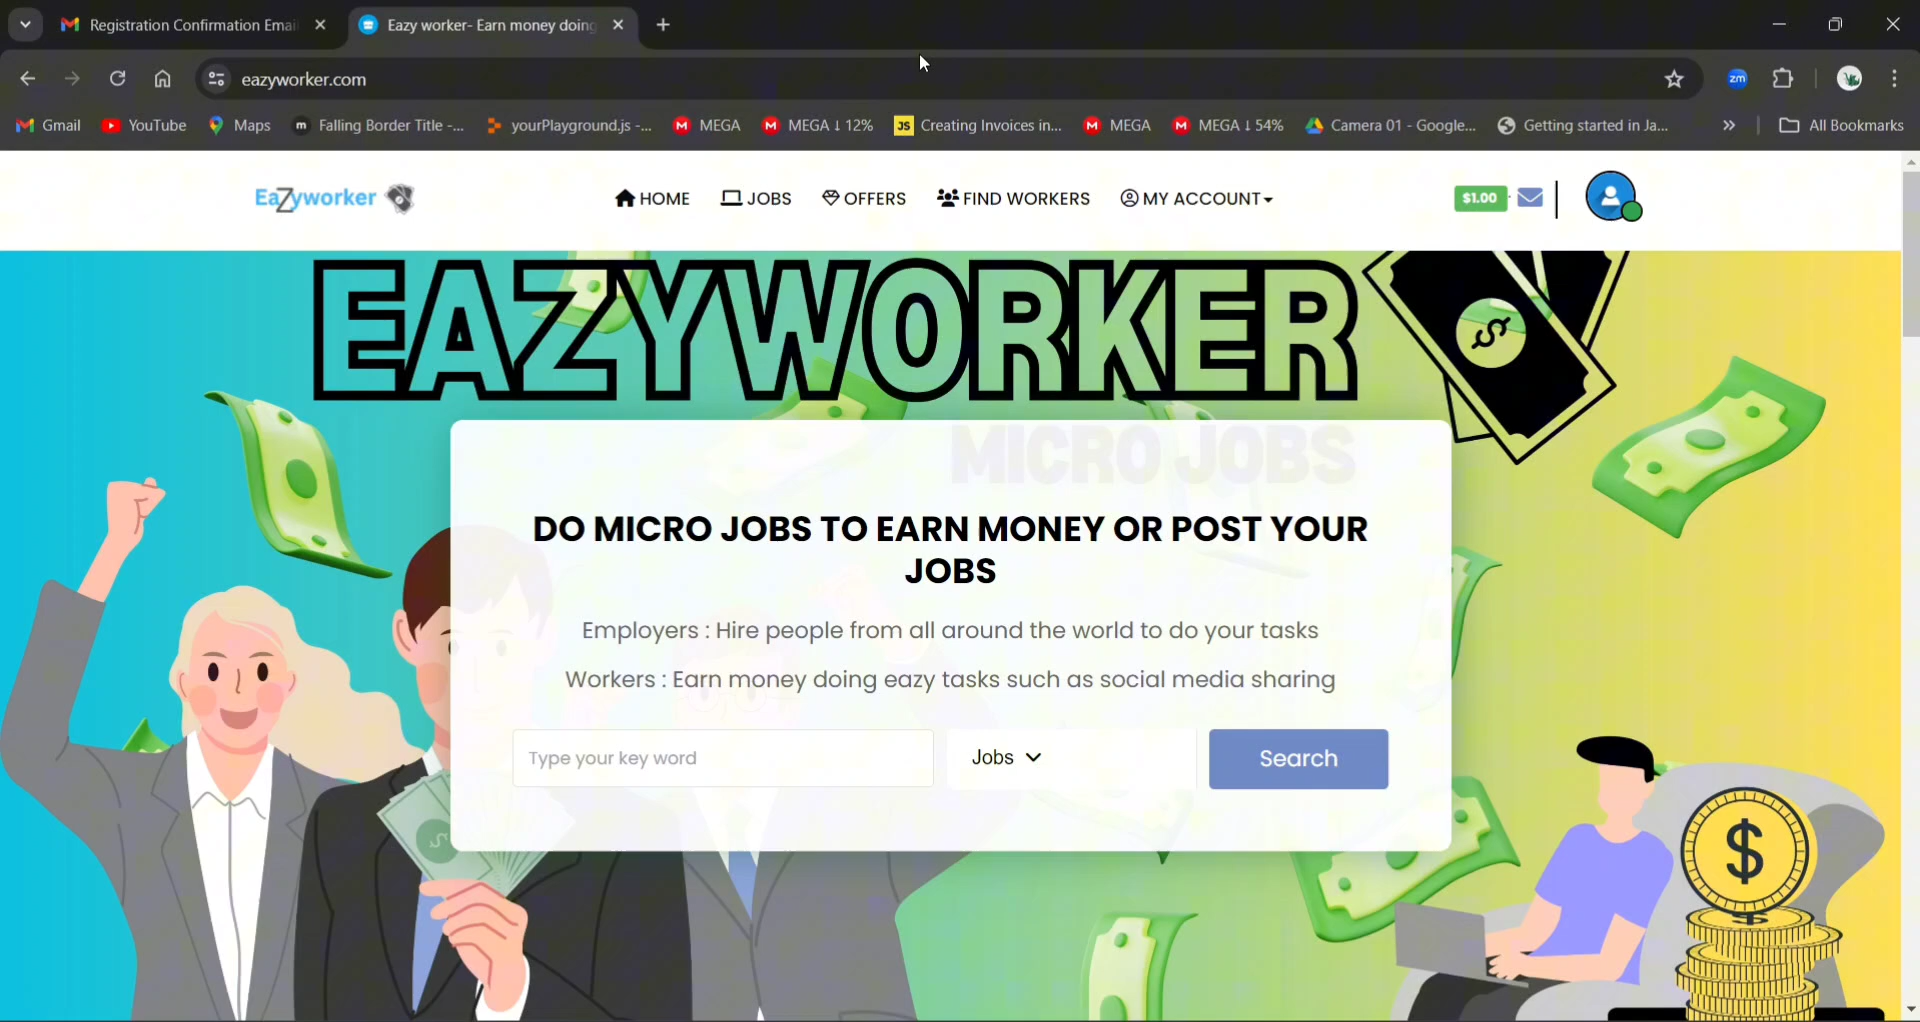 Registration Confirmation Emai
Eazy worker- Earn money doing
eazyworker.com
zm
Gmail
YouTube
Maps
m Falling Border Title -...
yourPlayground.js -...
M MEGA
M MEGA ↓ 12%
JS Creating Invoices in...
M MEGA
M MEGA ↓ 54%
Camera 01 - Google...
Getting started in Ja...
»
All Bookmarks
EaZyworker
HOME
JOBS
OFFERS
FIND WORKERS
MY ACCOUNT
$1.00
EAZYWORKER
MICRO JOBS
DO MICRO JOBS TO EARN MONEY OR POST YOUR
JOBS
Employers : Hire people from all around the world to do your tasks
Workers : Earn money doing eazy tasks such as social media sharing
Type your key word
Jobs
Search
$